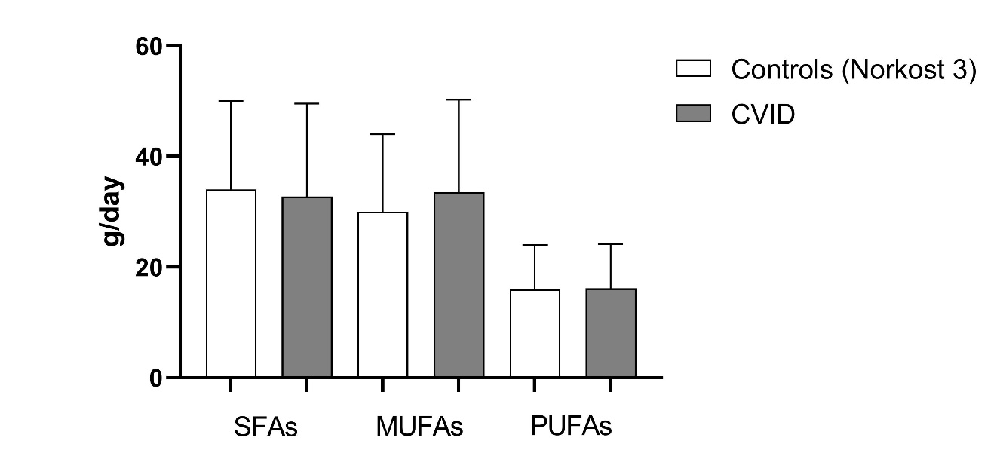 60
40
20
0
g/day
Controls (Norkost 3)
CVID
SFAs
MUFAs
PUFAs